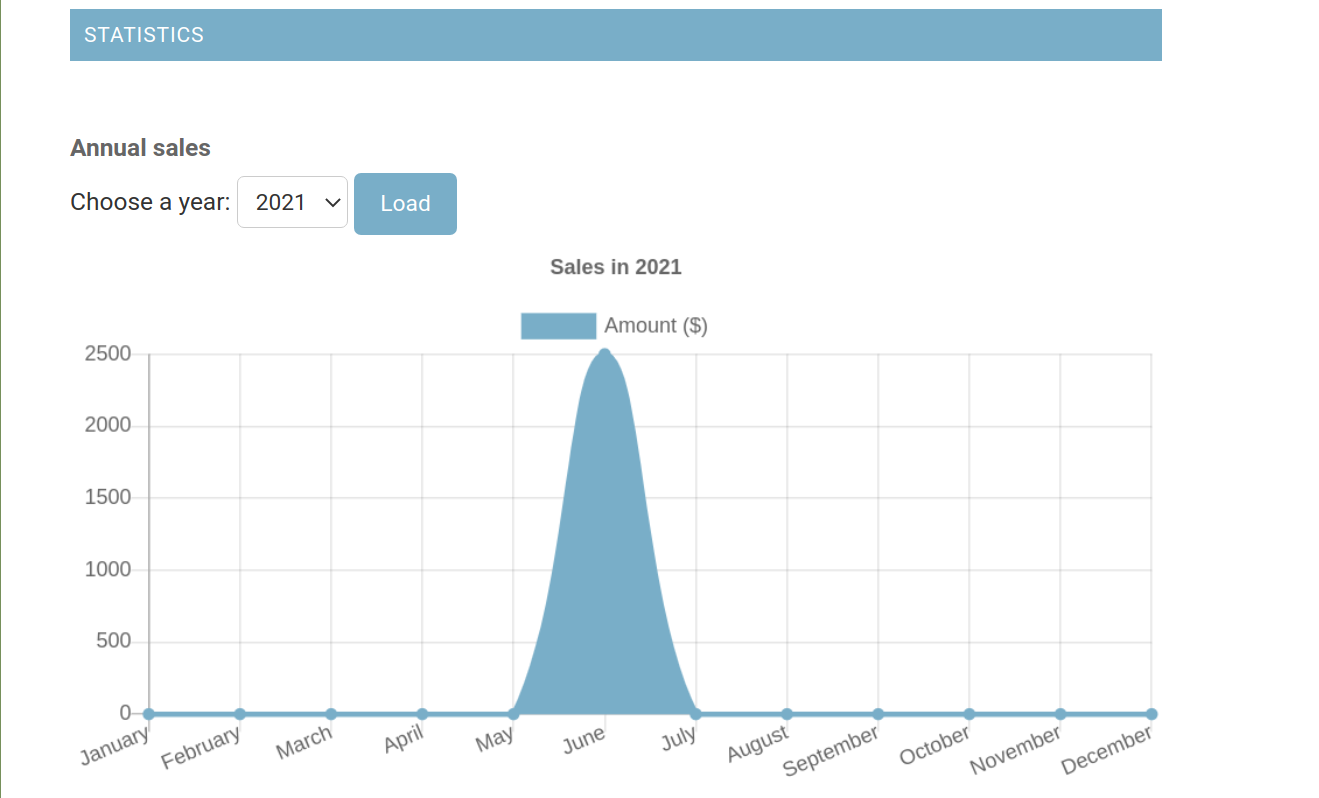 STATISTICS
Annual sales
Choose a year: 2021 Load
Sales in 2021
Amount ($)
2500
2000
1500
1000
500
0
January February March April May June July August September October November December